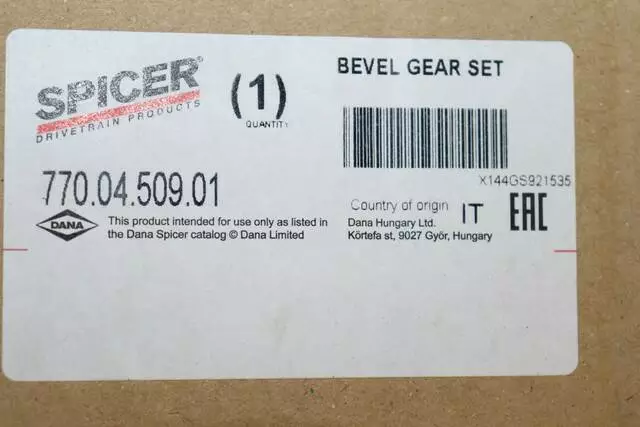 SPICER®
DRIVETRAIN PRODUCTS
(1)
QUANTITY
BEVEL GEAR SET
X144GS921535
770.04.509.01
DANA
This product intended for use only as listed in
the Dana Spicer catalog © Dana Limited
Country of origin IT
Dana Hungary Ltd.
Körtefa st, 9027 Győr, Hungary
EAC